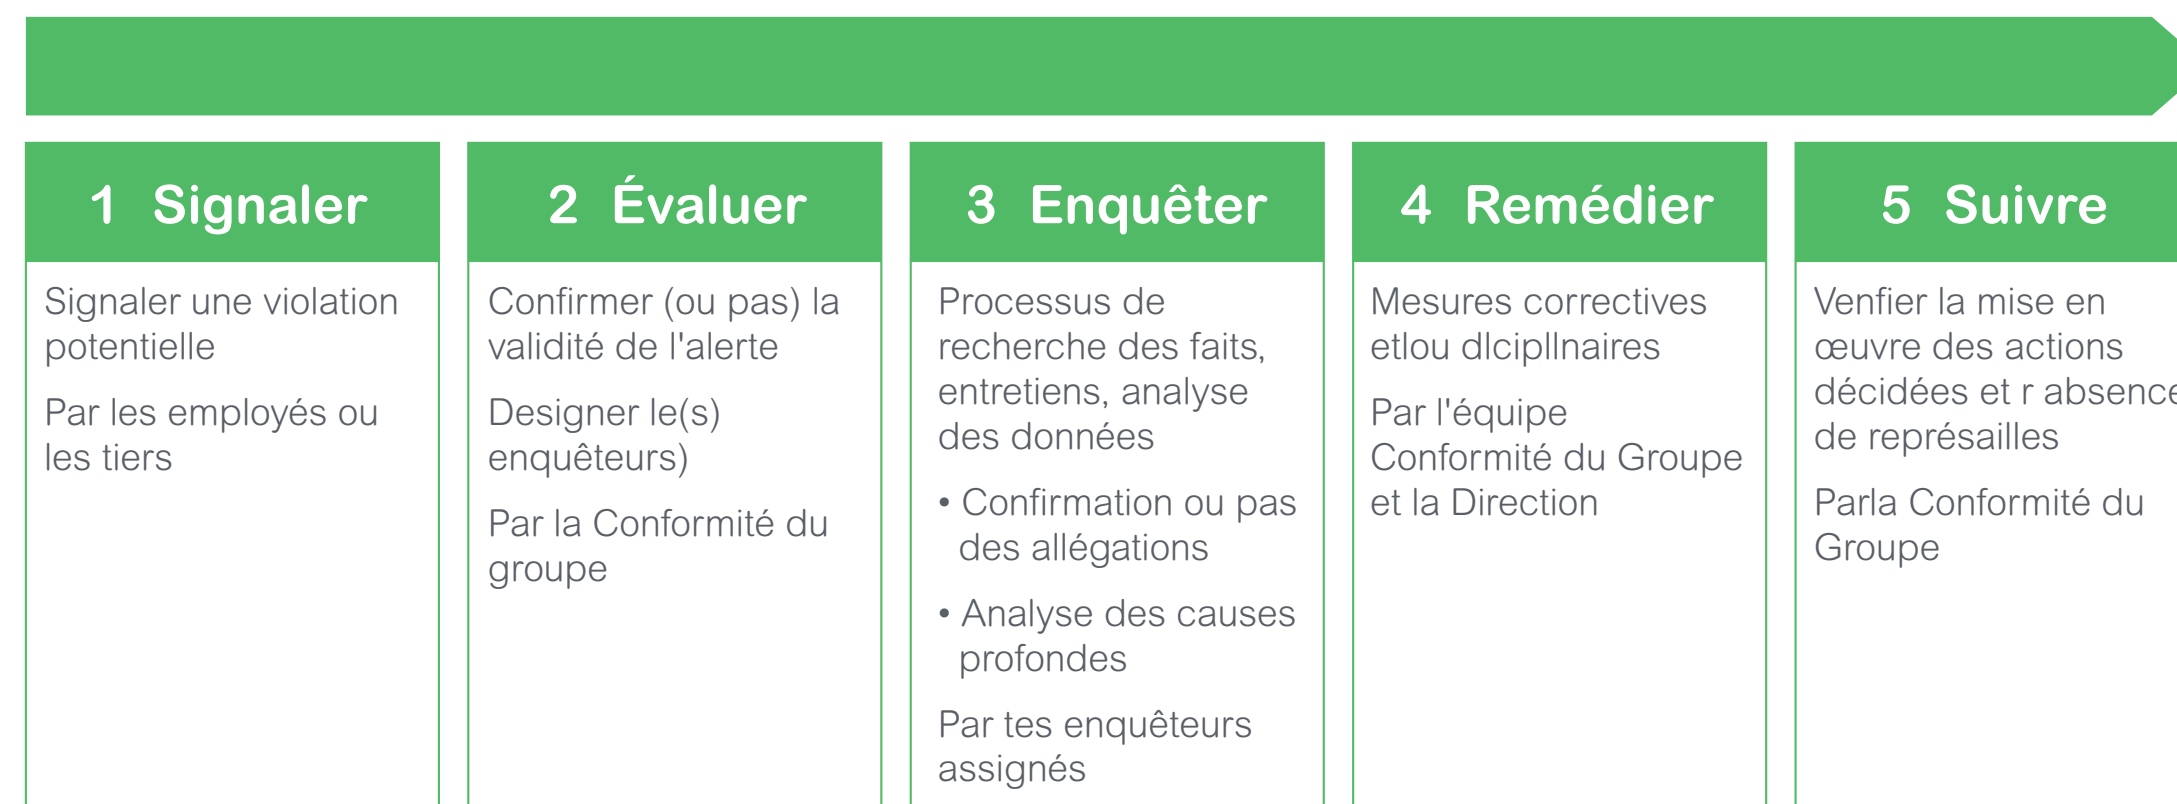 1 Signaler
Signaler une violation
potentielle
Par les employés ou
les tiers
2 Évaluer
Confirmer (ou pas) la
validité de l'alerte
Designer le(s)
enquêteurs)
Par la Conformité du
groupe
3 Enquêter
Processus de
recherche des faits,
entretiens, analyse
des données
• Confirmation ou pas
des allégations
• Analyse des causes
profondes
Par tes enquêteurs
assignés
4 Remédier
Mesures correctives
etlou dlcipllnaires
Par l'équipe
Conformité du Groupe
et la Direction
5 Suivre
Venfier la mise en
œuvre des actions
décidées et r absence
de représailles
Parla Conformité du
Groupe